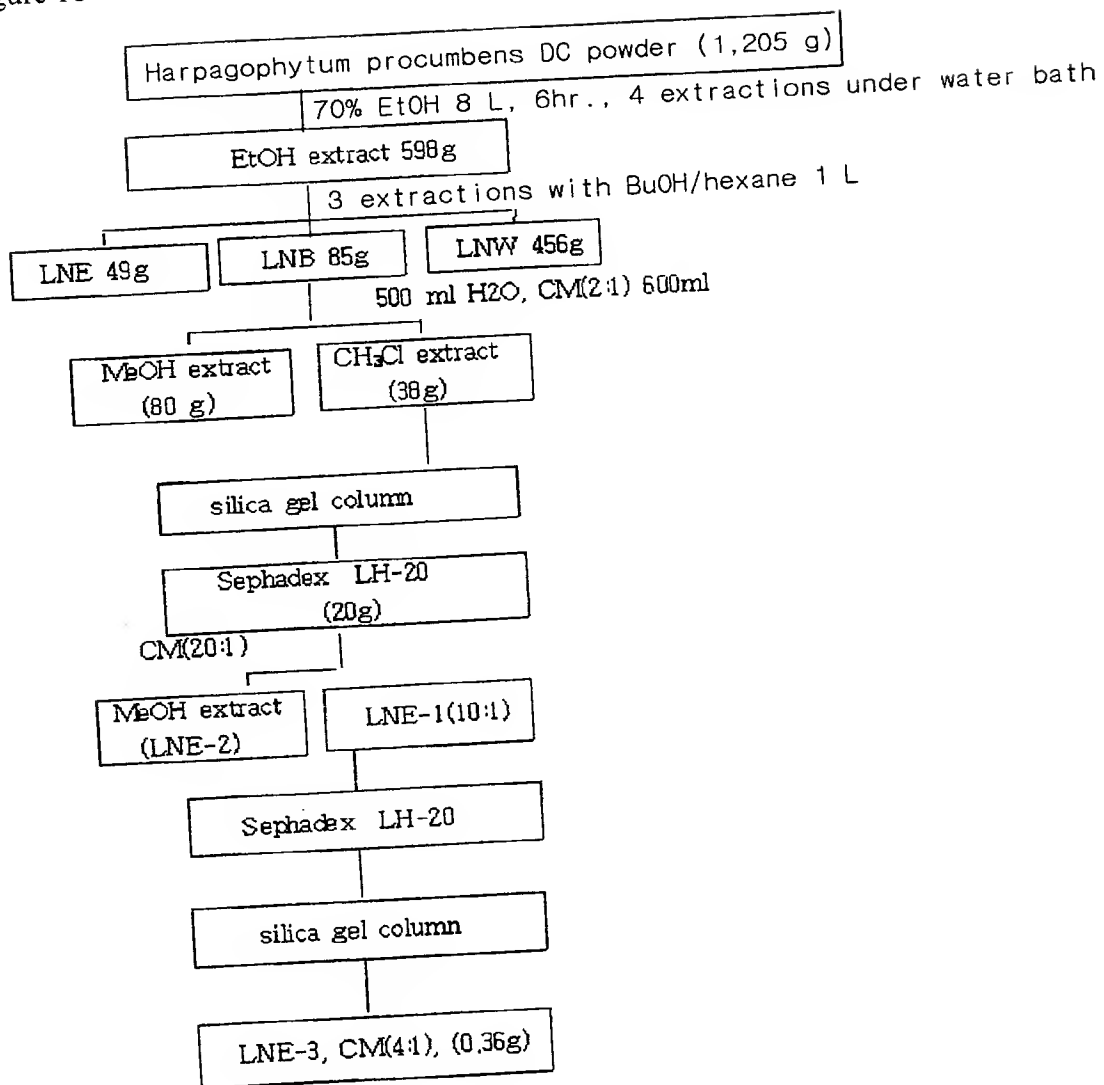 Harpagophytum procumbens DC powder (1,205 g)
70% EtOH 8 L, 6hr., 4 extractions under water bath
EtOH extract 598g
3 extractions with BuOH/hexane 1 L
LNE 49g
LNB 85g
LNW 456g
500 ml H2O, CM(2:1) 600ml
MeOH extract
(80 g)
CH3Cl extract
(38g)
silica gel column
Sephadex LH-20
(20g)
CM(20:1)
MeOH extract
(LNE-2)
LNE-1(10:1)
Sephadex LH-20
silica gel column
LNE-3, CM(4:1), (0.36g)